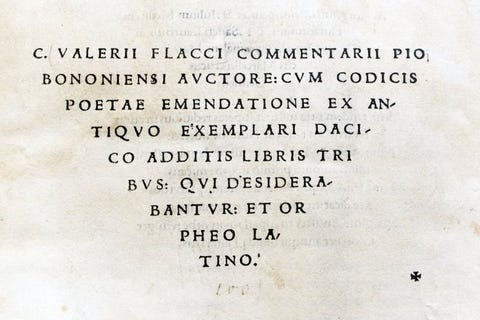 C. VALERII FLACCI COMMENTARII PIO
BONONIENSI AVCTORE: CVM CODICIS
POETAE EMENDATIONE EX AN-
TIQVO EXEMPLARI DACI-
CO ADDITIS LIBRIS TRI
BVS: QVI DESIDERA-
BANTVR: ET OR
PHEO LA-
TINO.